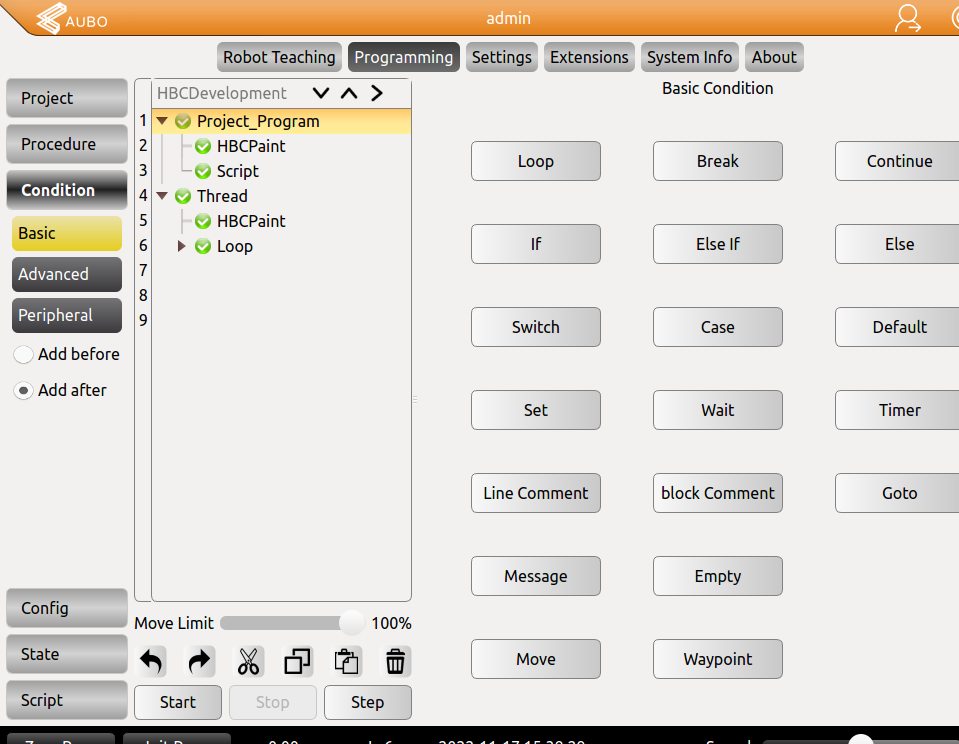 AUBO
admin
Robot Teaching Programming Settings Extensions System Info About
Project
Procedure
Condition
Basic
Advanced
Peripheral
Add before
Add after
Config
State
Script
HBCDevelopment
1 Project_Program
2 HBCPaint
3 Script
4 Thread
5 HBCPaint
6 Loop
7
8
9
Move Limit 100%
Start Stop Step
Basic Condition
Loop Break Continue
If Else If Else
Switch Case Default
Set Wait Timer
Line Comment block Comment Goto
Message Empty
Move Waypoint